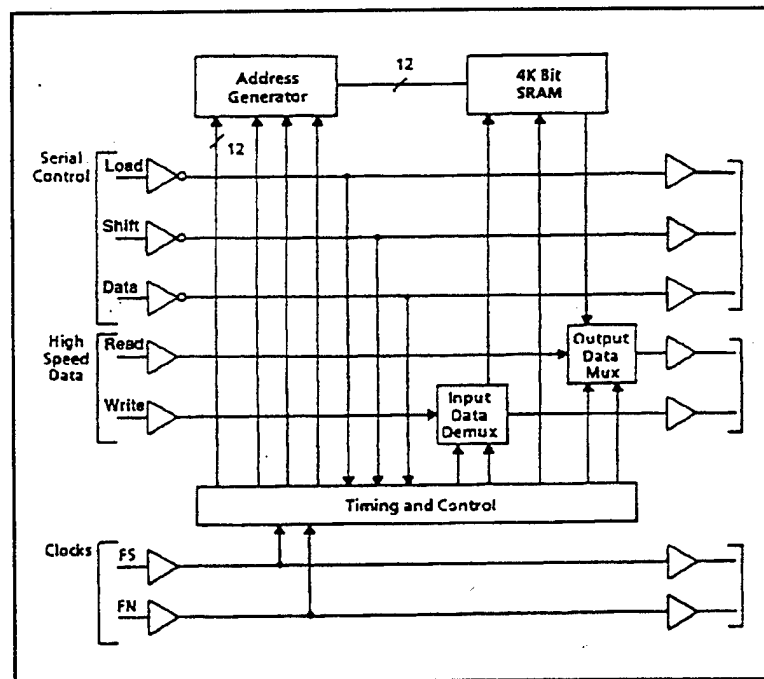 Address
Generator
12
4K Bit
SRAM
12
Serial
Control
Load
Shift
Data
High
Speed
Data
Read
Write
Output
Data
Mux
Input
Data
Demux
Timing and Control
Clocks
FS
FN